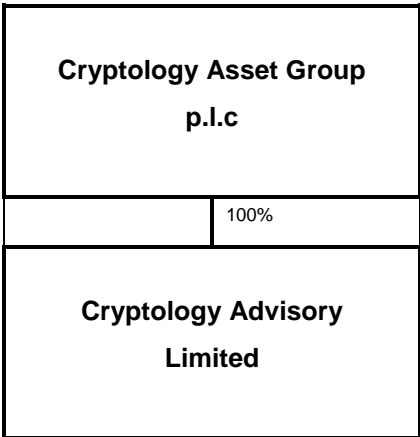 Cryptology Asset Group
p.l.c
100%
Cryptology Advisory
Limited